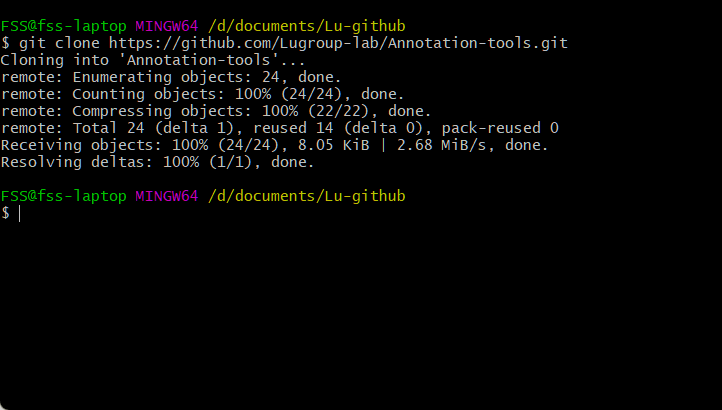 FSS@fss-laptop MINGW64 /d/documents/Lu-github
$ git clone https://github.com/Lugroup-lab/Annotation-tools.git
Cloning into 'Annotation-tools'...
remote: Enumerating objects: 24, done.
remote: Counting objects: 100% (24/24), done.
remote: Compressing objects: 100% (22/22), done.
remote: Total 24 (delta 1), reused 14 (delta 0), pack-reused 0
Receiving objects: 100% (24/24), 8.05 KiB | 2.68 MiB/s, done.
Resolving deltas: 100% (1/1), done.
FSS@fss-laptop MINGW64 /d/documents/Lu-github
$